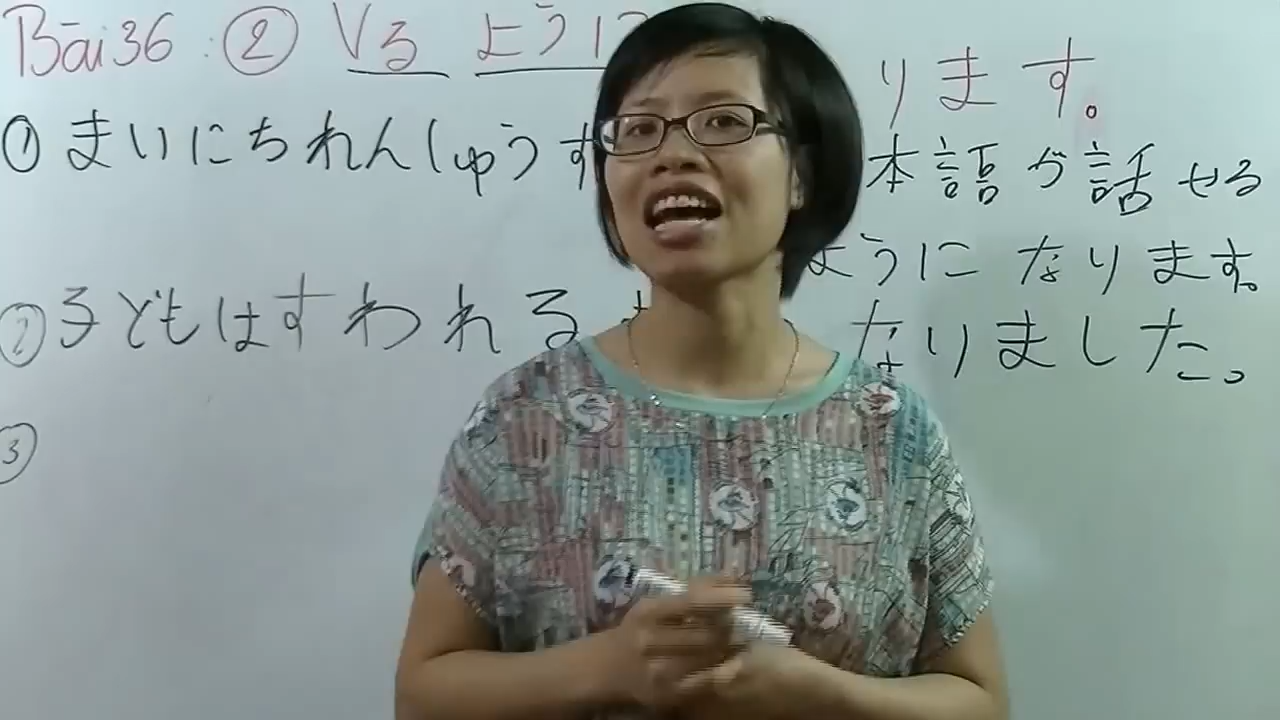 Bài 36 : ② Vる ように ります。
① まいにちれんしゅうす 本語が話せる
ように なります。
② 子どもはすわれる なりました。
③